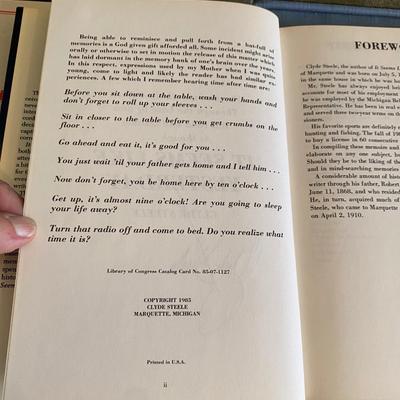 Being able to reminisce and pull forth from a hat-full of
memories is a God given gift afforded all. Some incident might arise
orally or otherwise to set in motion the release of this matter which
has laid dormant in the memory bank of one's brain over the years.
In this respect, expressions used by my Mother when I was quite
young, come to light and likely the reader has had similar ex-
periences. A few which I remember hearing time after time are;
Before you sit down at the table, wash your hands and
don't forget to roll up your sleeves . . .
Sit in closer to the table before you get crumbs on the
floor . . .
Go ahead and eat it, it's good for you . . .
You just wait 'til your father gets home and I tell him . . .
Now don't forget, you be home here by ten o'clock . . .
Get up, it's almost nine o'clock! Are you going to sleep
your life away?
Turn that radio off and come to bed. Do you realize what
time it is?
Library of Congress Catalog Card No. 85-07-1127
COPYRIGHT 1985
CLYDE STEELE
MARQUETTE, MICHIGAN
Printed in U.S.A.
ii
FOREW
Clyde Steele, the author of It Seems L
of Marquette and was born on July 5, 1
in the same house in which he was bo
Mr. Steele has always enjoyed being
accounts for most of his employment
he was employed by the Michigan Bel
Representative. He is also a veteran
and served three two-year terms on
sioners.
His favorite sports are definitely
hunting and fishing. The fall of 19
to buy a license in 60 consecutive
In compiling these memoirs and
elaborate on any one subject, bu
Should they be to the liking of th
and in mind-searching memories
A considerable amount of histo
writer through his father, Robert
June 11, 1868, and who resided
He, in turn, acquired much of
Steele, who came to Marquette
on April 2, 1910.